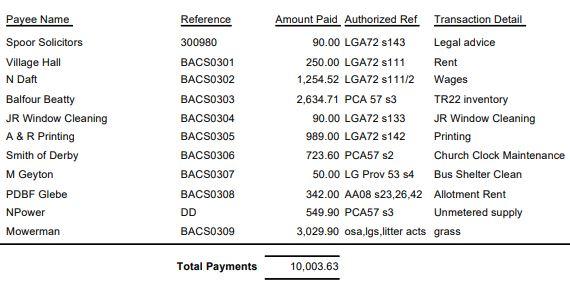 Payee Name Reference Amount Paid Authorized Ref Transaction Detail
Spoor Solicitors 300980 90.00 LGA72 s143 Legal advice
Village Hall BACS0301 250.00 LGA72 s111 Rent
N Daft BACS0302 1,254.52 LGA72 s111/2 Wages
Balfour Beatty BACS0303 2,634.71 PCA 57 s3 TR22 inventory
JR Window Cleaning BACS0304 90.00 LGA72 s133 JR Window Cleaning
A & R Printing BACS0305 989.00 LGA72 s142 Printing
Smith of Derby BACS0306 723.60 PCA57 s2 Church Clock Maintenance
M Geyton BACS0307 50.00 LG Prov 53 s4 Bus Shelter Clean
PDBF Glebe BACS0308 342.00 AA08 s23,26,42 Allotment Rent
NPower DD 549.90 PCA57 s3 Unmetered supply
Mowerman BACS0309 3,029.90 osa,lgs,litter acts grass
Total Payments 10,003.63